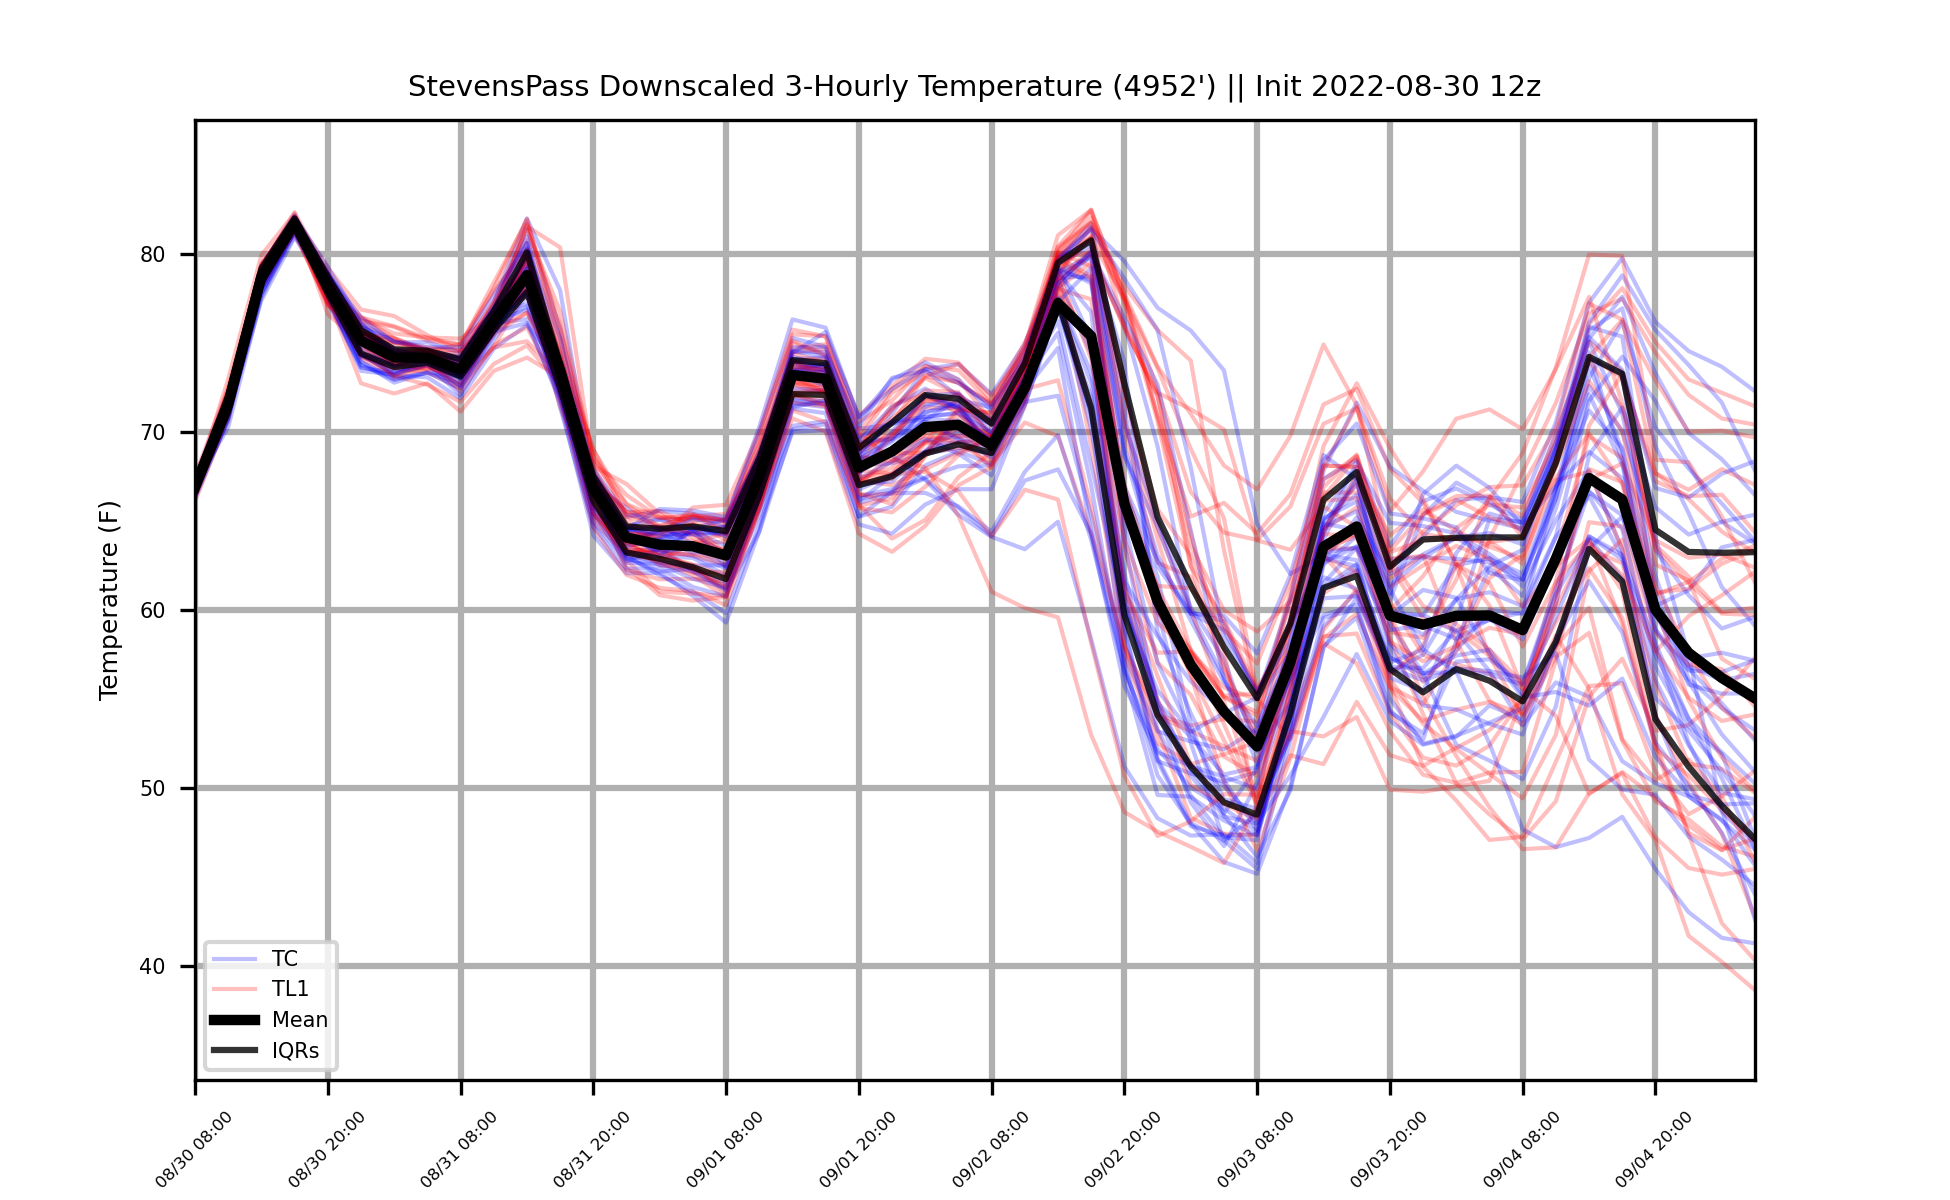 StevensPass Downscaled 3-Hourly Temperature (4952') || Init 2022-08-30 12z
Temperature (F)
80
70
60
50
40
TC
TL1
Mean
IQRs
08/30 08:00
08/30 20:00
08/31 08:00
08/31 20:00
09/01 08:00
09/01 20:00
09/02 08:00
09/02 20:00
09/03 08:00
09/03 20:00
09/04 08:00
09/04 20:00